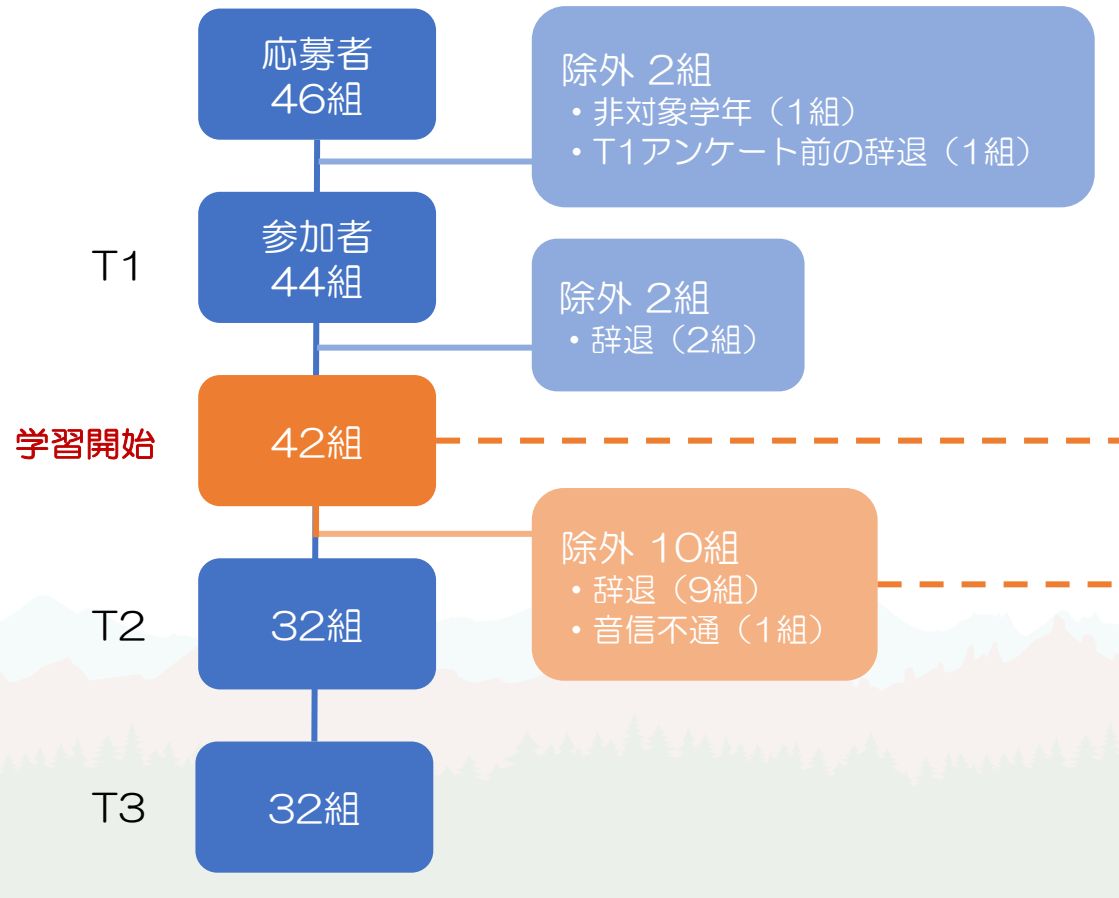 応募者
46組
除外 2組
・非対象学年（1組）
・T1アンケート前の辞退（1組）
T1
参加者
44組
除外 2組
・辞退（2組）
学習開始
42組
除外 10組
・辞退（9組）
・音信不通（1組）
T2
32組
T3
32組